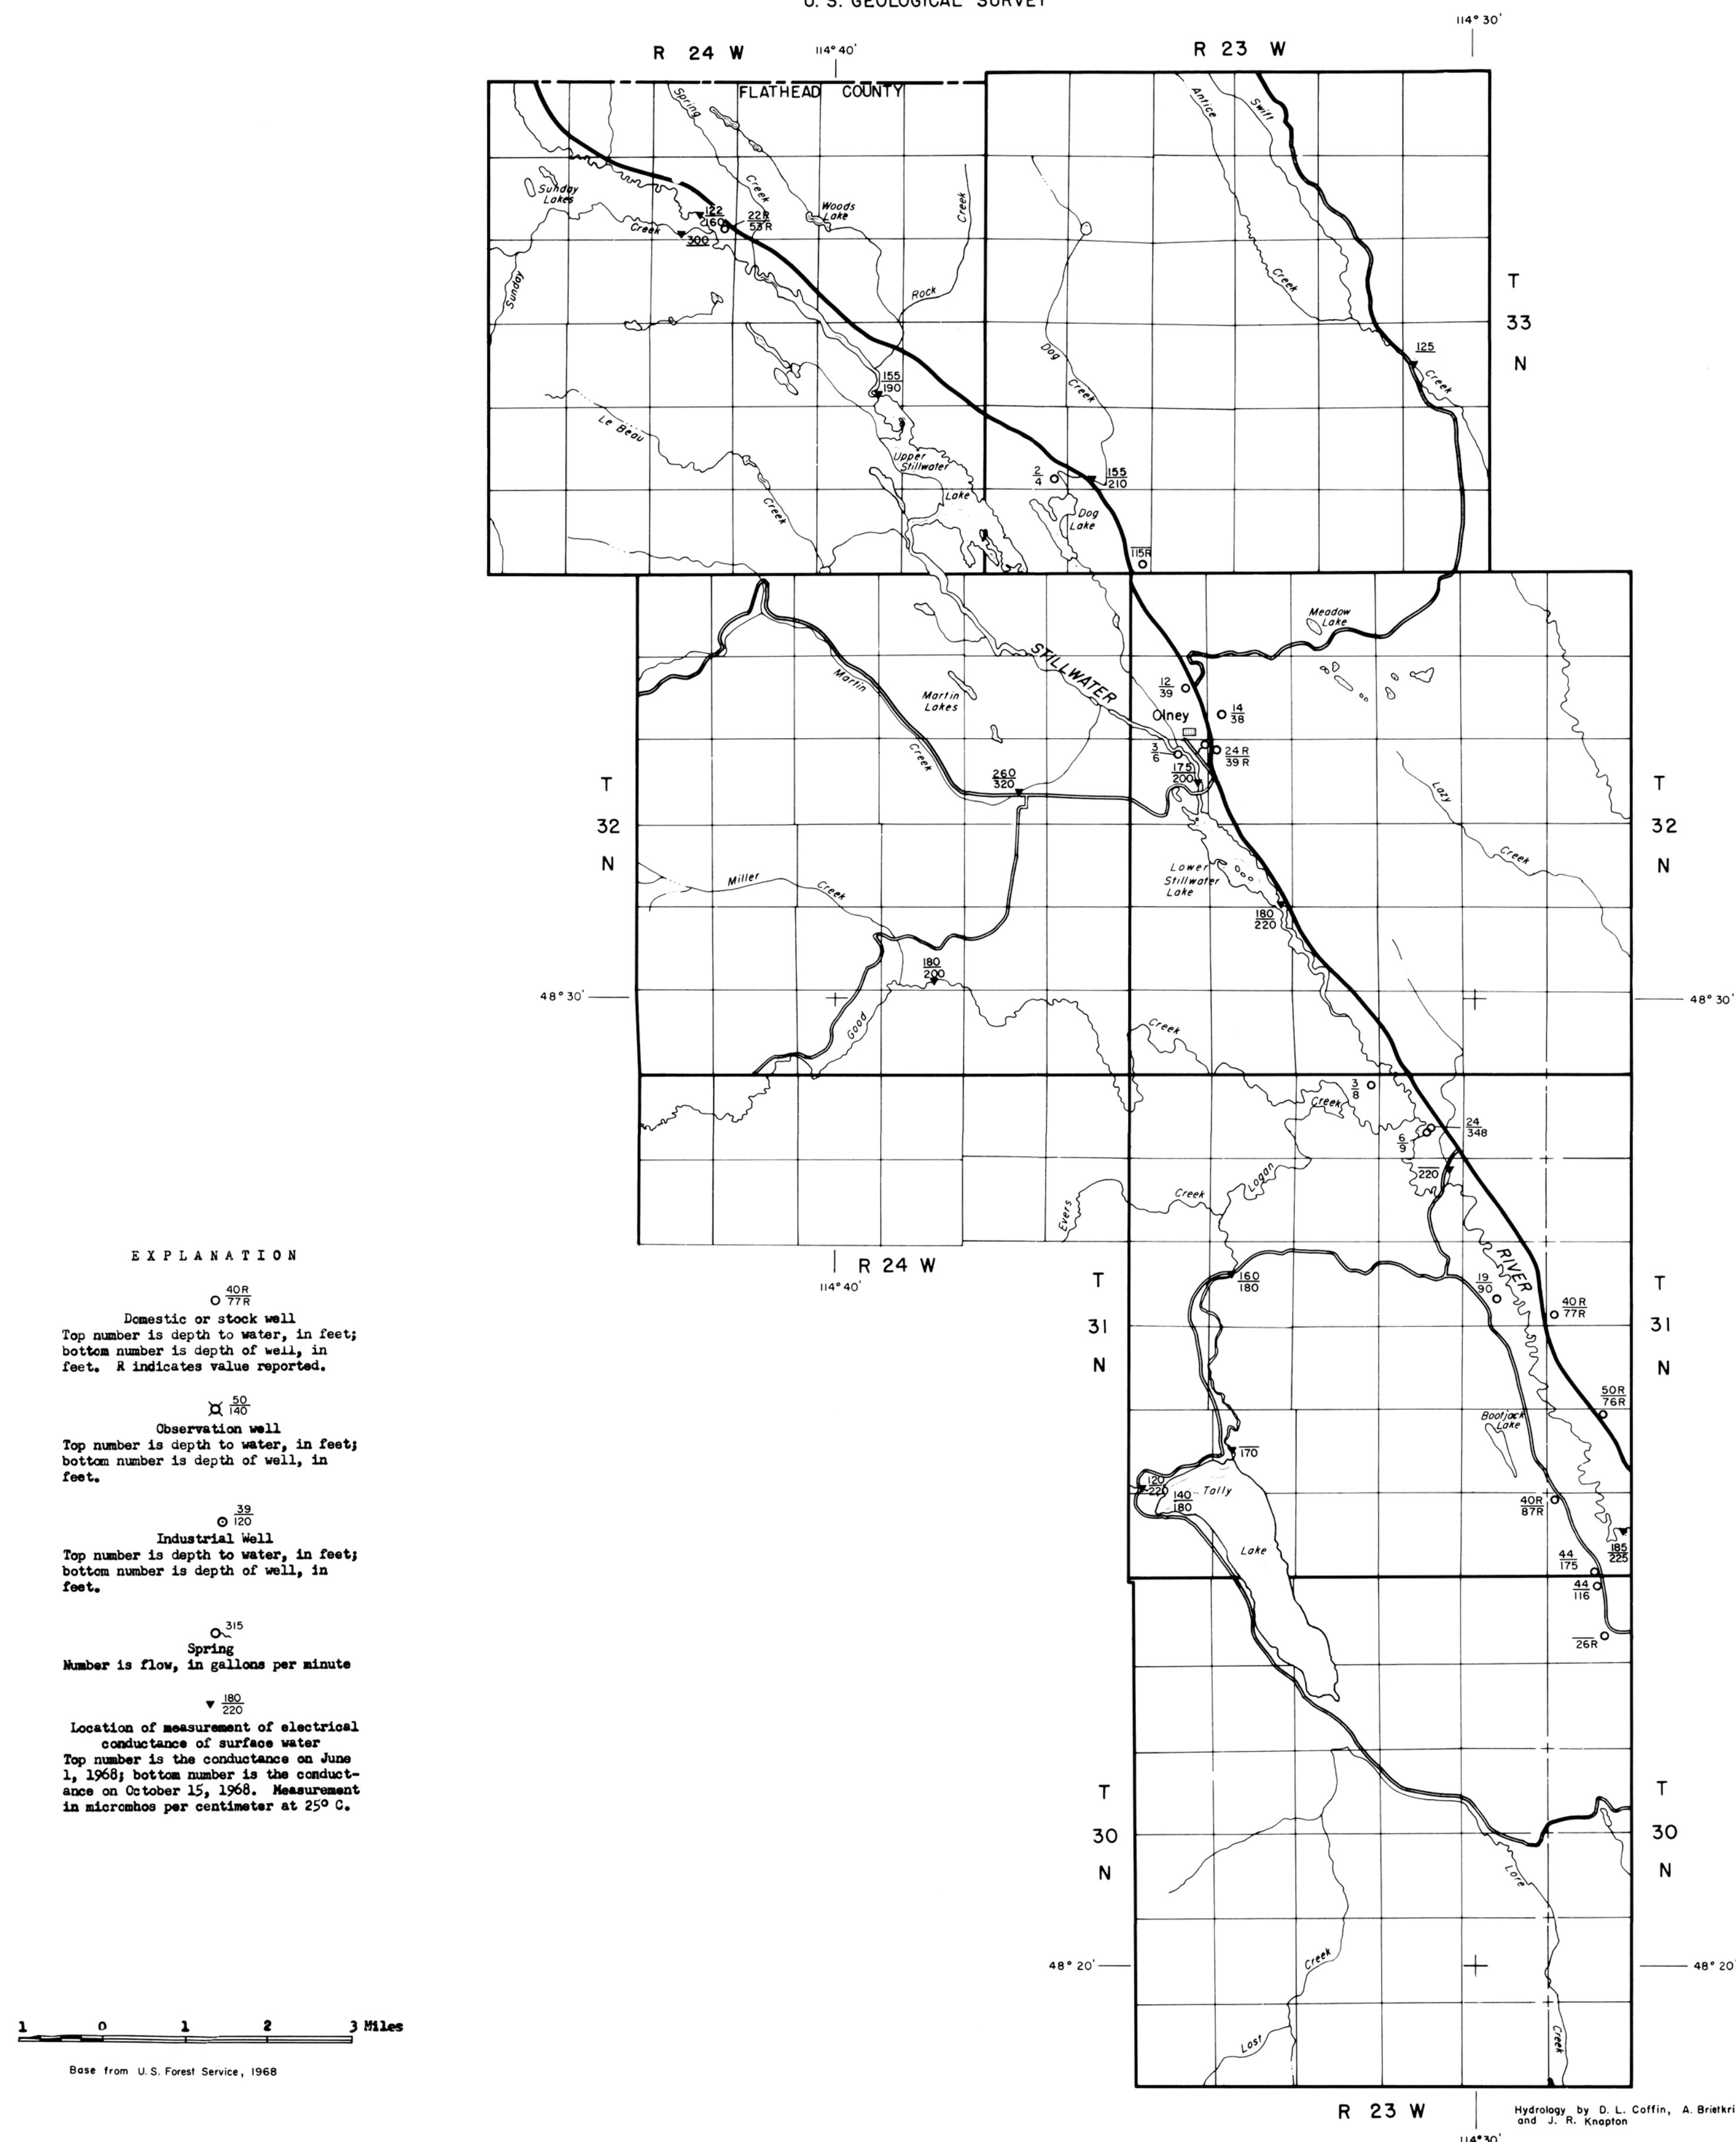 U. S. GEOLOGICAL SURVEY
114° 30'
R 24 W
114° 40'
R 23 W
FLATHEAD COUNTY
Spring
Creek
Antice
Creek
Swift
Creek
Sunday
Lakes
Woods
Lake
Creek
Rock
122
160
22R
53R
Creek
300
Sunday
T
33
N
Dog
Creek
125
155
190
Le Beau
Creek
Upper
Stillwater
Lake
2
4
155
210
Dog
Lake
115R
Meadow
Lake
STILLWATER
Martin
Creek
Martin
Lakes
12
39
Olney
14
38
3
6
24 R
39 R
175
200
260
320
Lazy
Creek
T
32
N
T
32
N
Miller
Creek
Lower
Stillwater
Lake
180
220
180
200
48° 30'
48° 30'
Good
Creek
3
8
Creek
24
348
6
9
220
Logan
Creek
Evers
R 24 W
114° 40'
T
31
N
RIVER
160
180
19
90
40 R
77R
T
31
N
50R
76R
Bootjack
Lake
170
120
220
140
180
Tally
Lake
40R
87R
185
225
44
175
44
116
26R
T
30
N
T
30
N
Lore
Creek
48° 20'
48° 20'
Creek
Lost
R 23 W
114° 30'
Hydrology by D. L. Coffin, A. Brietkri
and J. R. Knapton
EXPLANATION
40R
77R
Domestic or stock well
Top number is depth to water, in feet;
bottom number is depth of well, in
feet. R indicates value reported.
50
140
Observation well
Top number is depth to water, in feet;
bottom number is depth of well, in
feet.
39
120
Industrial Well
Top number is depth to water, in feet;
bottom number is depth of well, in
feet.
315
Spring
Number is flow, in gallons per minute
180
220
Location of measurement of electrical
conductance of surface water
Top number is the conductance on June
1, 1968; bottom number is the conduct-
ance on October 15, 1968. Measurement
in micromhos per centimeter at 25° C.
1 0 1 2 3 Miles
Base from U. S. Forest Service, 1968